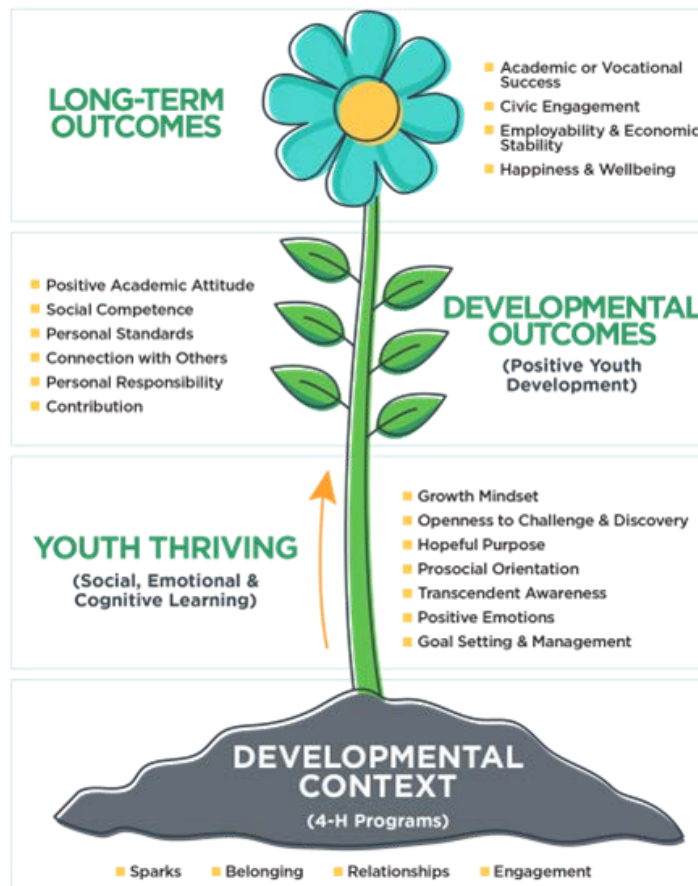 LONG-TERM
OUTCOMES
Academic or Vocational
Success
Civic Engagement
Employability & Economic
Stability
Happiness & Wellbeing
Positive Academic Attitude
Social Competence
Personal Standards
Connection with Others
Personal Responsibility
Contribution
DEVELOPMENTAL
OUTCOMES
(Positive Youth
Development)
YOUTH THRIVING
(Social, Emotional &
Cognitive Learning)
Growth Mindset
Openness to Challenge & Discovery
Hopeful Purpose
Prosocial Orientation
Transcendent Awareness
Positive Emotions
Goal Setting & Management
DEVELOPMENTAL
CONTEXT
(4-H Programs)
Sparks Belonging Relationships Engagement